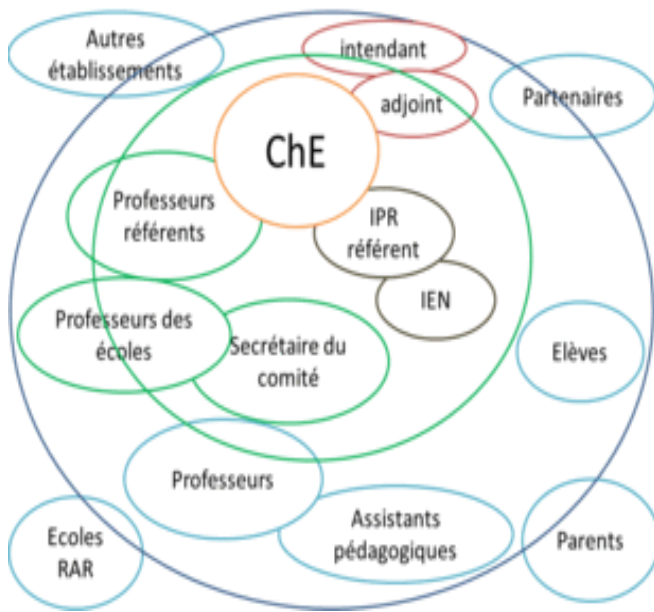 Autres
établissements
intendant
adjoint
Partenaires
ChE
Professeurs
référents
IPR
référent
IEN
Professeurs des
écoles
Secrétaire du
comité
Elèves
Professeurs
Assistants
pédagogiques
Ecoles
RAR
Parents